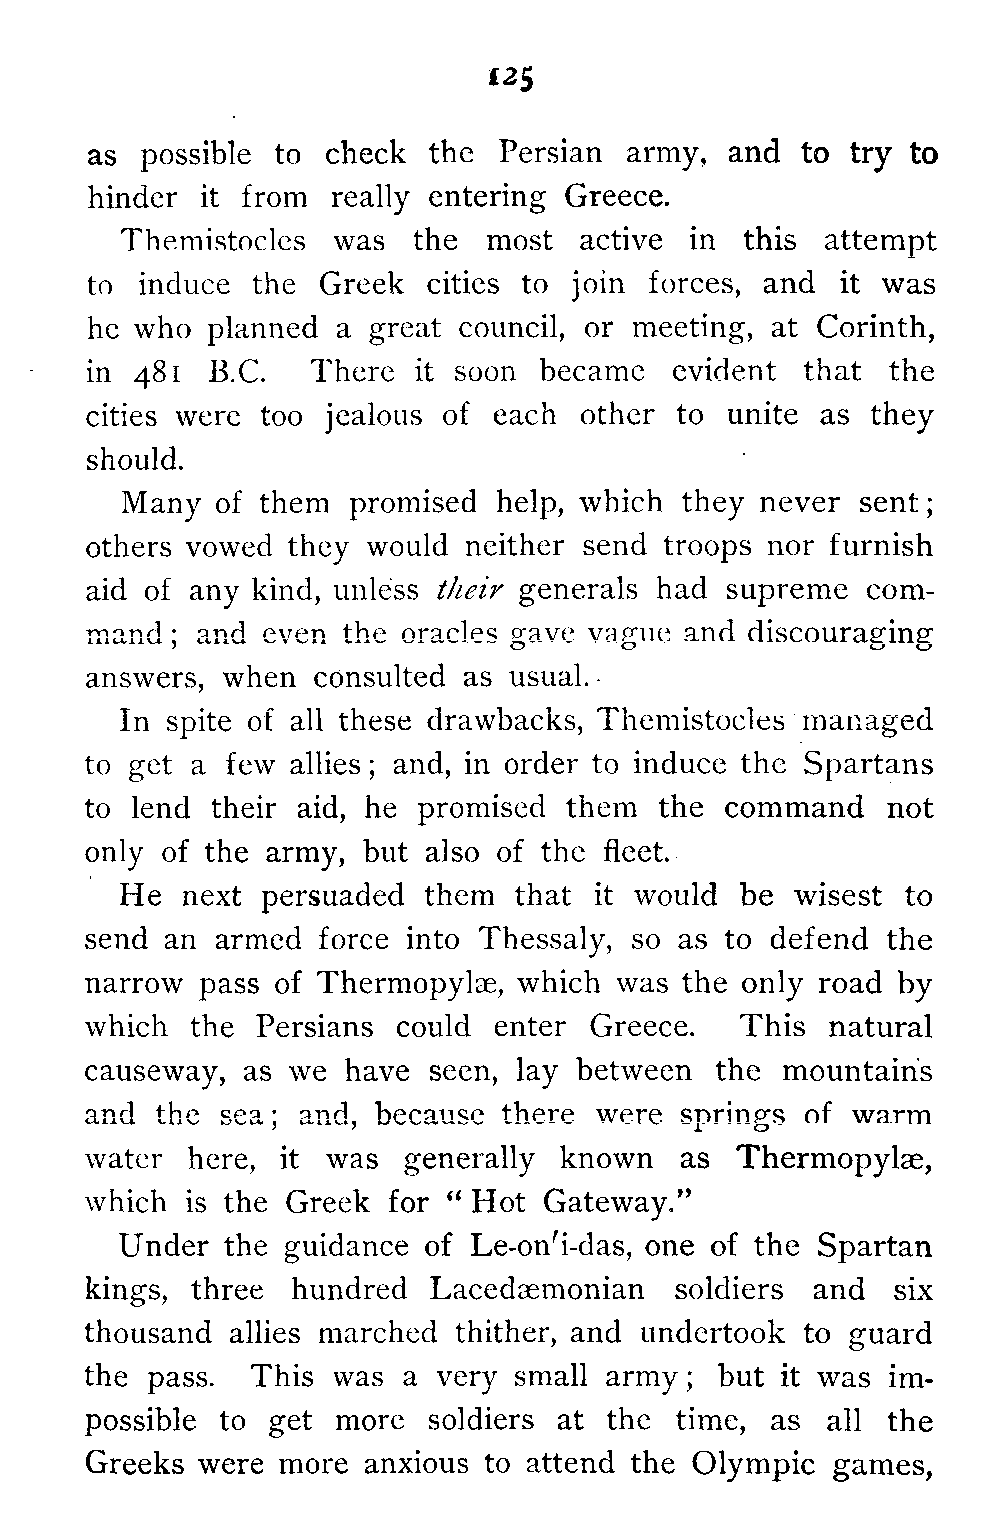 125
as possible to check the Persian army, and to try to
hinder it from really entering Greece.
Themistocles was the most active in this attempt
to induce the Greek cities to join forces, and it was
he who planned a great council, or meeting, at Corinth,
in 481 B.C. There it soon became evident that the
cities were too jealous of each other to unite as they
should.
Many of them promised help, which they never sent;
others vowed they would neither send troops nor furnish
aid of any kind, unless their generals had supreme com-
mand; and even the oracles gave vague and discouraging
answers, when consulted as usual.
In spite of all these drawbacks, Themistocles managed
to get a few allies; and, in order to induce the Spartans
to lend their aid, he promised them the command not
only of the army, but also of the fleet.
He next persuaded them that it would be wisest to
send an armed force into Thessaly, so as to defend the
narrow pass of Thermopylæ, which was the only road by
which the Persians could enter Greece. This natural
causeway, as we have seen, lay between the mountains
and the sea; and, because there were springs of warm
water here, it was generally known as Thermopylæ,
which is the Greek for "Hot Gateway."
Under the guidance of Le-on′i-das, one of the Spartan
kings, three hundred Lacedæmonian soldiers and six
thousand allies marched thither, and undertook to guard
the pass. This was a very small army; but it was im-
possible to get more soldiers at the time, as all the
Greeks were more anxious to attend the Olympic games,